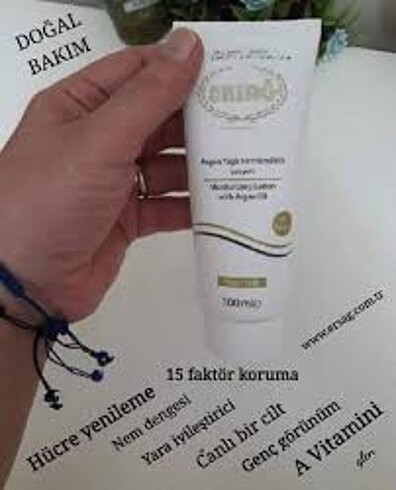 DOĞAL
BAKIM
ERSAĞ
Argan Yağlı Nemlendirici
Losyon
Moisturizing Lotion
with Argan Oil
100ml℮
www.ersag.com.tr
15 faktör koruma
Hücre yenileme
Nem dengesi
Yara iyileştirici
Canlı bir cilt
Genç görünüm
A Vitamini